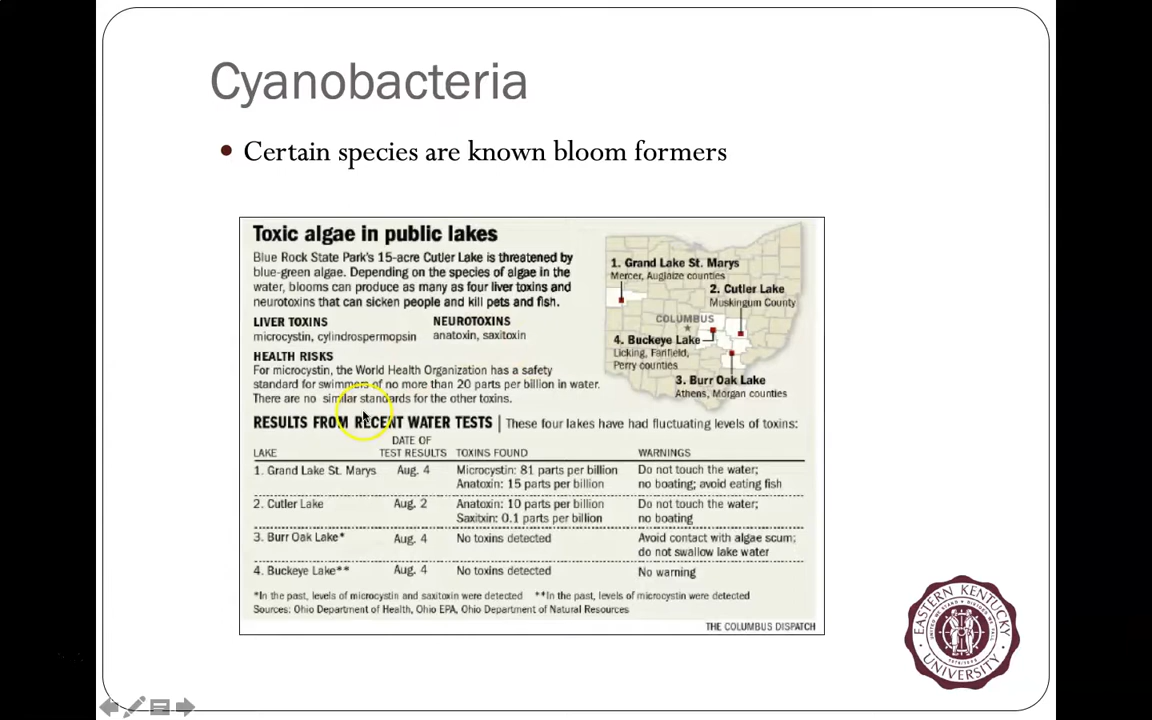 Cyanobacteria
• Certain species are known bloom formers
Toxic algae in public lakes
Blue Rock State Park's 15-acre Cutler Lake is threatened by
blue-green algae. Depending on the species of algae in the
water, blooms can produce as many as four liver toxins and
neurotoxins that can sicken people and kill pets and fish.
LIVER TOXINS
microcystin, cylindrospermopsin
NEUROTOXINS
anatoxin, saxitoxin
HEALTH RISKS
For microcystin, the World Health Organization has a safety
standard for swimmers of no more than 20 parts per billion in water.
There are no similar standards for the other toxins.
1. Grand Lake St. Marys
Mercer, Auglaize counties
2. Cutler Lake
Muskingum County
COLUMBUS
4. Buckeye Lake
Licking, Fairfield,
Perry counties
3. Burr Oak Lake
Athens, Morgan counties
RESULTS FROM RECENT WATER TESTS | These four lakes have had fluctuating levels of toxins:
LAKE DATE OF TEST RESULTS TOXINS FOUND WARNINGS
1. Grand Lake St. Marys Aug. 4 Microcystin: 81 parts per billion Do not touch the water;
Anatoxin: 15 parts per billion no boating; avoid eating fish
2. Cutler Lake Aug. 2 Anatoxin: 10 parts per billion Do not touch the water;
Saxitxin: 0.1 parts per billion no boating
3. Burr Oak Lake* Aug. 4 No toxins detected Avoid contact with algae scum;
do not swallow lake water
4. Buckeye Lake** Aug. 4 No toxins detected No warning
*In the past, levels of microcystin and saxitoxin were detected **In the past, levels of microcystin were detected
Sources: Ohio Department of Health, Ohio EPA, Ohio Department of Natural Resources
THE COLUMBUS DISPATCH
EASTERN KENTUCKY
UNIVERSITY